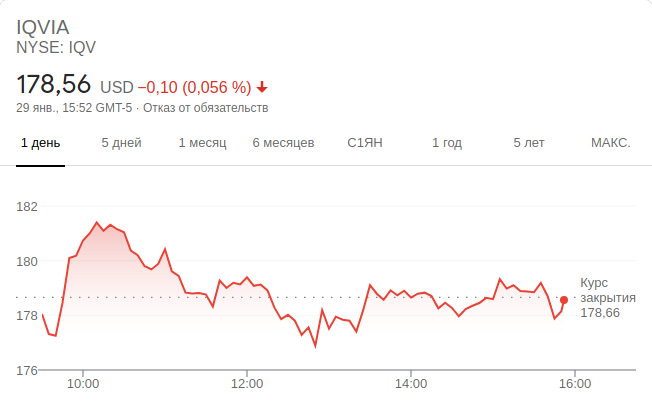 IQVIA
NYSE: IQV
178,56 USD −0,10 (0,056 %)
29 янв., 15:52 GMT-5 · Отказ от обязательств
1 день 5 дней 1 месяц 6 месяцев С1ЯН 1 год 5 лет МАКС.
182
180
Курс
закрытия
178,66
178
176
10:00 12:00 14:00 16:00